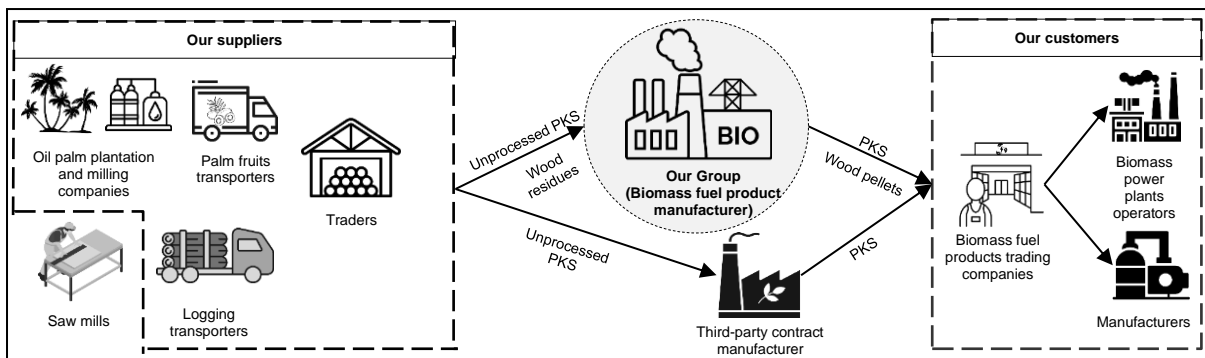 Our suppliers
Oil palm plantation
and milling
companies
Palm fruits
transporters
Traders
Saw mills
Logging
transporters
Unprocessed PKS
Wood
residues
Unprocessed
PKS
BIO
Our Group
(Biomass fuel product
manufacturer)
Third-party contract
manufacturer
PKS
Wood pellets
PKS
Our customers
Biomass fuel
products trading
companies
Biomass
power
plants
operators
Manufacturers